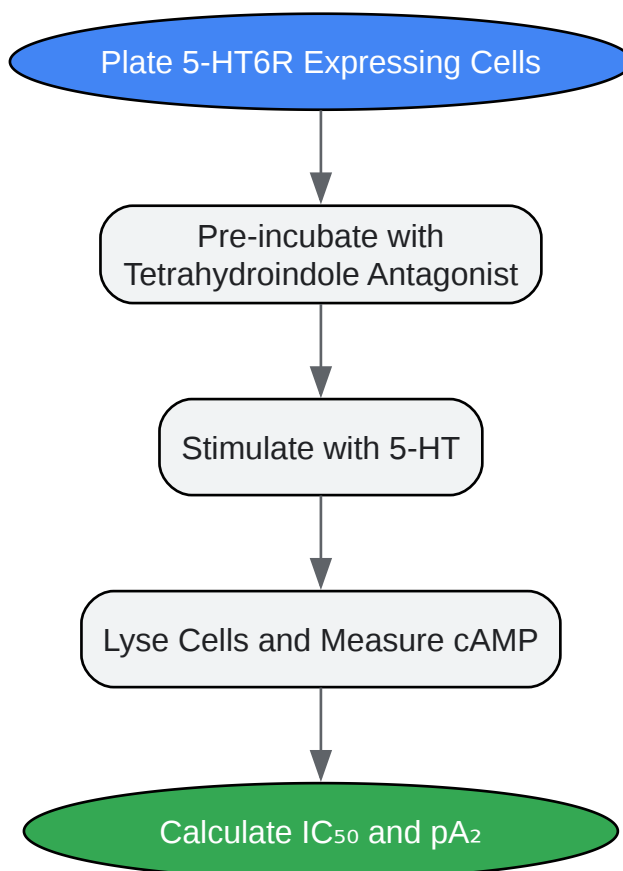 Plate 5-HT6R Expressing Cells
Pre-incubate with
Tetrahydroindole Antagonist
Stimulate with 5-HT
Lyse Cells and Measure cAMP
Calculate IC₅₀ and pA₂